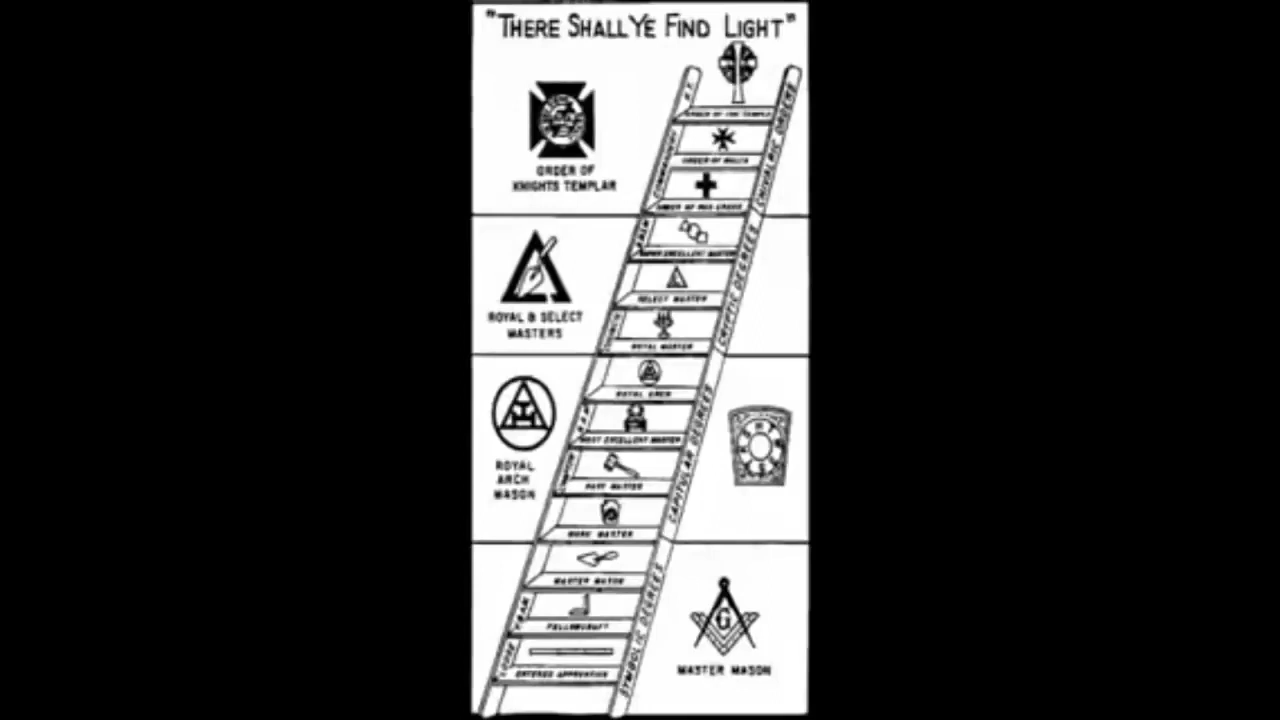 "THERE SHALL YE FIND LIGHT"
ORDER OF THE TEMPLE
ORDER OF MALTA
ORDER OF RED CROSS
COMMANDERY
CHIVALRIC ORDERS
ORDER OF
KNIGHTS TEMPLAR
SUPER EXCELLENT MASTER
SELECT MASTER
ROYAL MASTER
COUNCIL
CRYPTIC DEGREES
ROYAL & SELECT
MASTERS
ROYAL ARCH
MOST EXCELLENT MASTER
PAST MASTER
MARK MASTER
CAPITULAR DEGREES
ROYAL
ARCH
MASON
MASTER MASON
FELLOWCRAFT
ENTERED APPRENTICE
LODGE
SYMBOLIC DEGREES
G
MASTER MASON